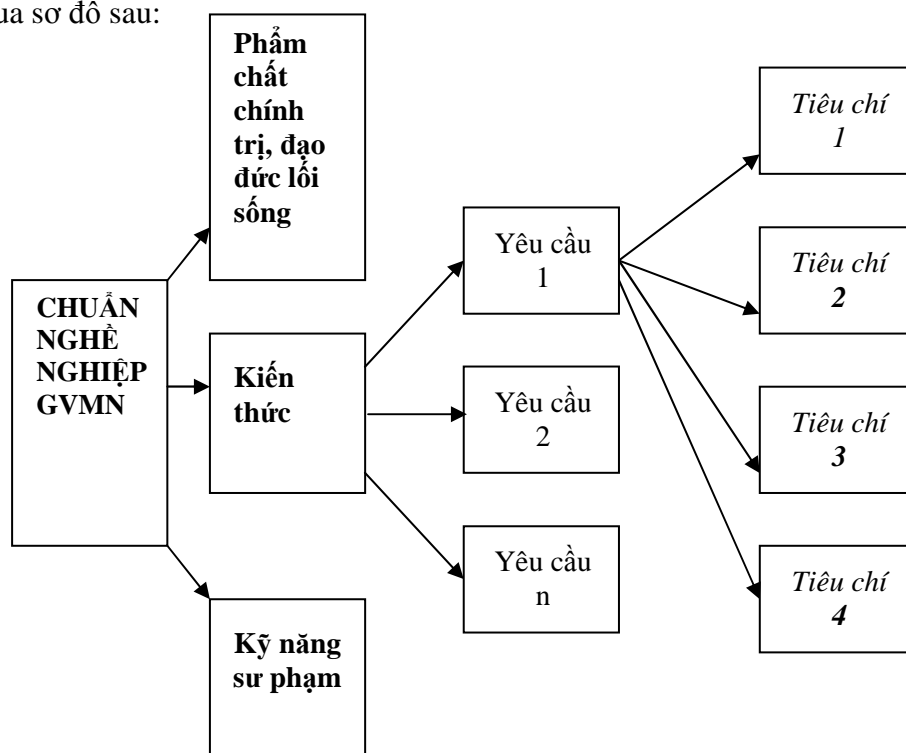 ua sơ đồ sau:
Phẩm
chất
chính
trị, đạo
đức lối
sống
CHUẨN
NGHỀ
NGHIỆP
GVMN
Kiến
thức
Kỹ năng
sư phạm
Yêu cầu
1
Yêu cầu
2
Yêu cầu
n
Tiêu chí
1
Tiêu chí
2
Tiêu chí
3
Tiêu chí
4